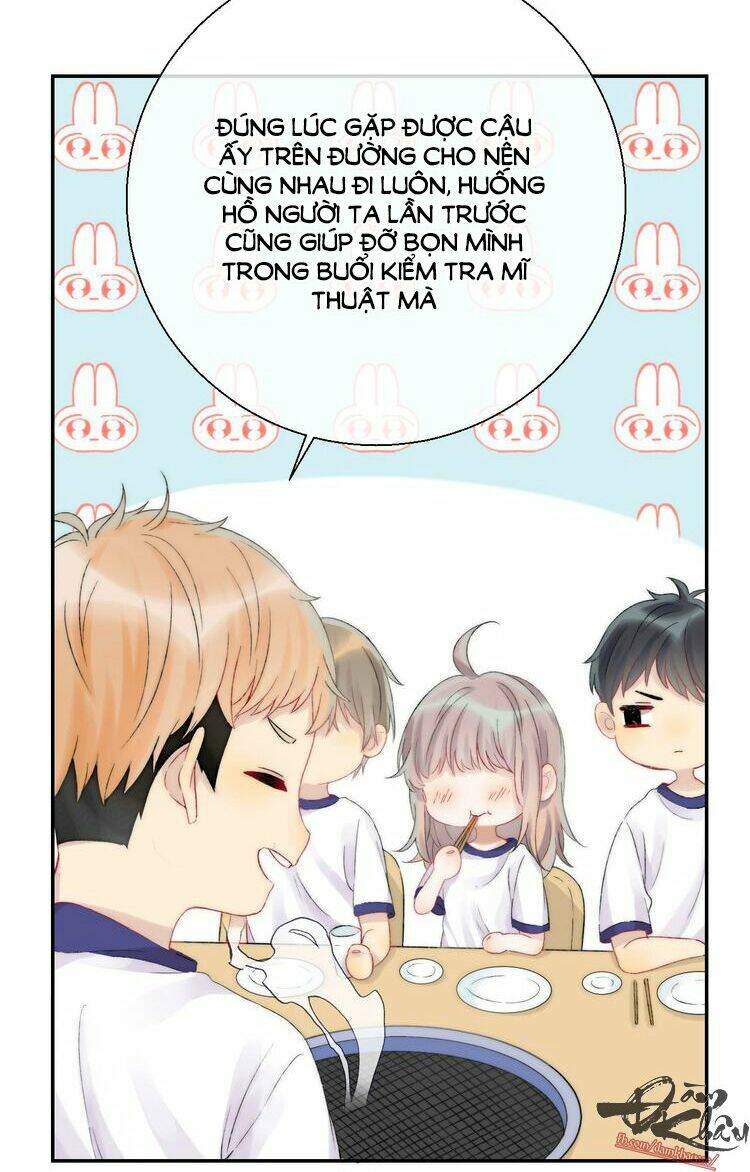 ĐÚNG LÚC GẶP ĐƯỢC CẬU
ẤY TRÊN ĐƯỜNG CHO NÊN
CÙNG NHAU ĐI LUÔN, HUỐNG
HỒ NGƯỜI TA LẦN TRƯỚC
CŨNG GIÚP ĐỠ BỌN MÌNH
TRONG BUỔI KIỂM TRA MĨ
THUẬT MÀ